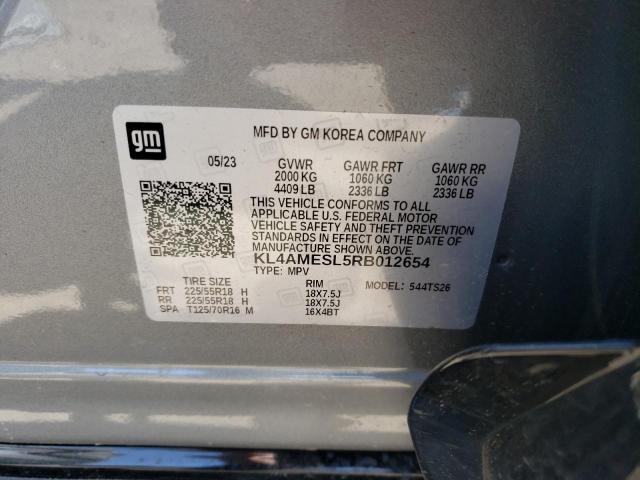 gm
MFD BY GM KOREA COMPANY
05/23 GVWR GAWR FRT GAWR RR
2000 KG 1060 KG 1060 KG
4409 LB 2336 LB 2336 LB
THIS VEHICLE CONFORMS TO ALL
APPLICABLE U.S. FEDERAL MOTOR
VEHICLE SAFETY AND THEFT PREVENTION
STANDARDS IN EFFECT ON THE DATE OF
MANUFACTURE SHOWN ABOVE.
KL4AMESL5RB012654
TYPE: MPV MODEL: 544TS26
TIRE SIZE RIM
FRT 225/55R18 H 18X7.5J
RR 225/55R18 H 18X7.5J
SPA T125/70R16 M 16X4BT